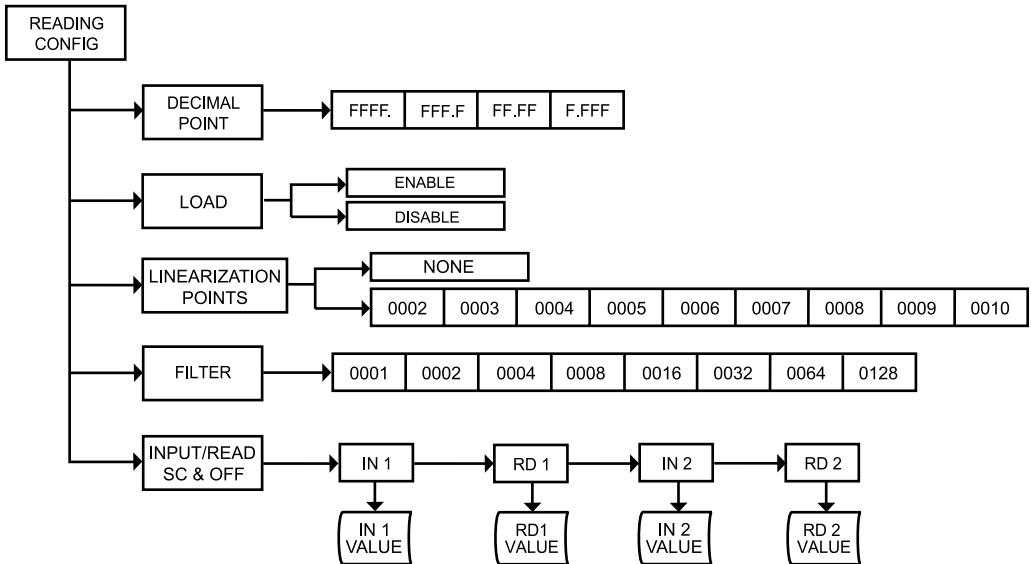 READING
CONFIG
DECIMAL
POINT
FFFF. FFF.F FF.FF F.FFF
LOAD
ENABLE
DISABLE
LINEARIZATION
POINTS
NONE
0002 0003 0004 0005 0006 0007 0008 0009 0010
FILTER
0001 0002 0004 0008 0016 0032 0064 0128
INPUT/READ
SC & OFF
IN 1 RD 1 IN 2 RD 2
IN 1
VALUE
RD1
VALUE
IN 2
VALUE
RD 2
VALUE